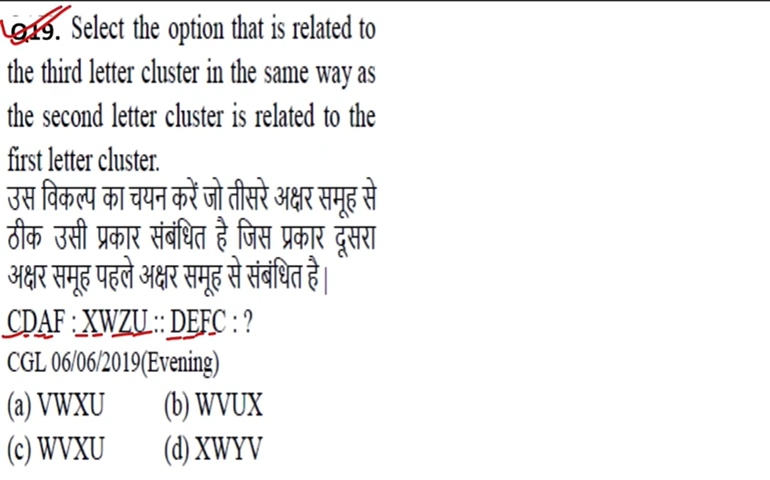 Q19. Select the option that is related to
the third letter cluster in the same way as
the second letter cluster is related to the
first letter cluster.
उस विकल्प का चयन करें जो तीसरे अक्षर समूह से
ठीक उसी प्रकार संबंधित है जिस प्रकार दूसरा
अक्षर समूह पहले अक्षर समूह से संबंधित है |
CDAF : XWZU :: DEFC : ?
CGL 06/06/2019(Evening)
(a) VWXU (b) WVUX
(c) WVXU (d) XWYV